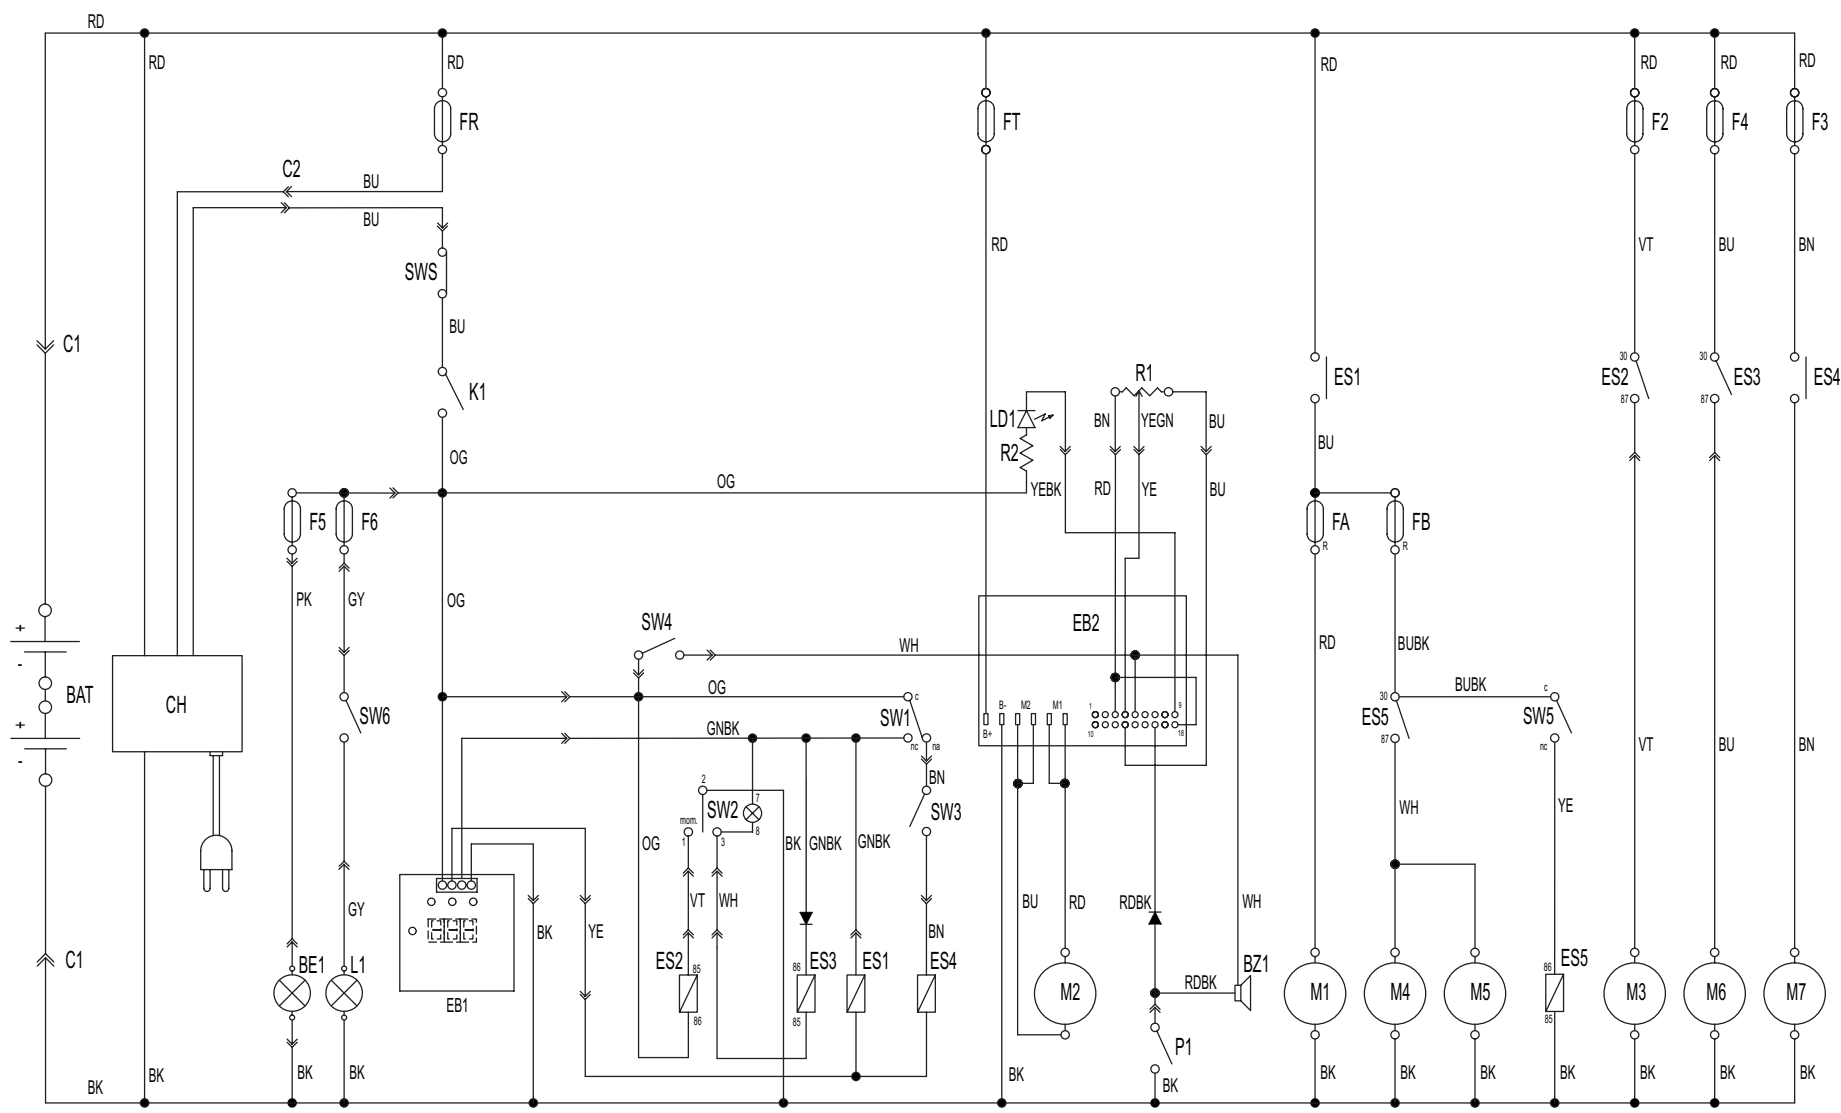 RD
RD RD RD RD RD RD
FR FT F2 F4 F3
C2 BU
BU
RD VT BU BN
SWS
BU
C1
K1
LD1 R1
BN YEGN BU
R2
ES1
30 30
ES2 ES3 ES4
87 87
BU
OG OG
YEBK RD YE BU
F5 F6
FA FB
R R
PK GY OG
SW4 WH
EB2
RD BUBK
+
-
BAT
+
-
CH
SW6
OG
c
SW1
nc na
GNBK
B- M2 M1 1 9
B+ 10 18
30 BUBK c
ES5 SW5
87 nc
VT BU BN
2
SW2 7
mom.
1 3 8
BN
SW3
OG BK GNBK GNBK
WH YE
VT WH
BU RD RDBK WH
GY
BK YE BN
C1
BE1 L1
EB1
ES2 85
86
86 ES3
85
ES1 ES4
M2
RDBK BZ1
M1 M4 M5
86 ES5
85
M3 M6 M7
P1
BK BK BK BK BK BK BK BK BK BK BK